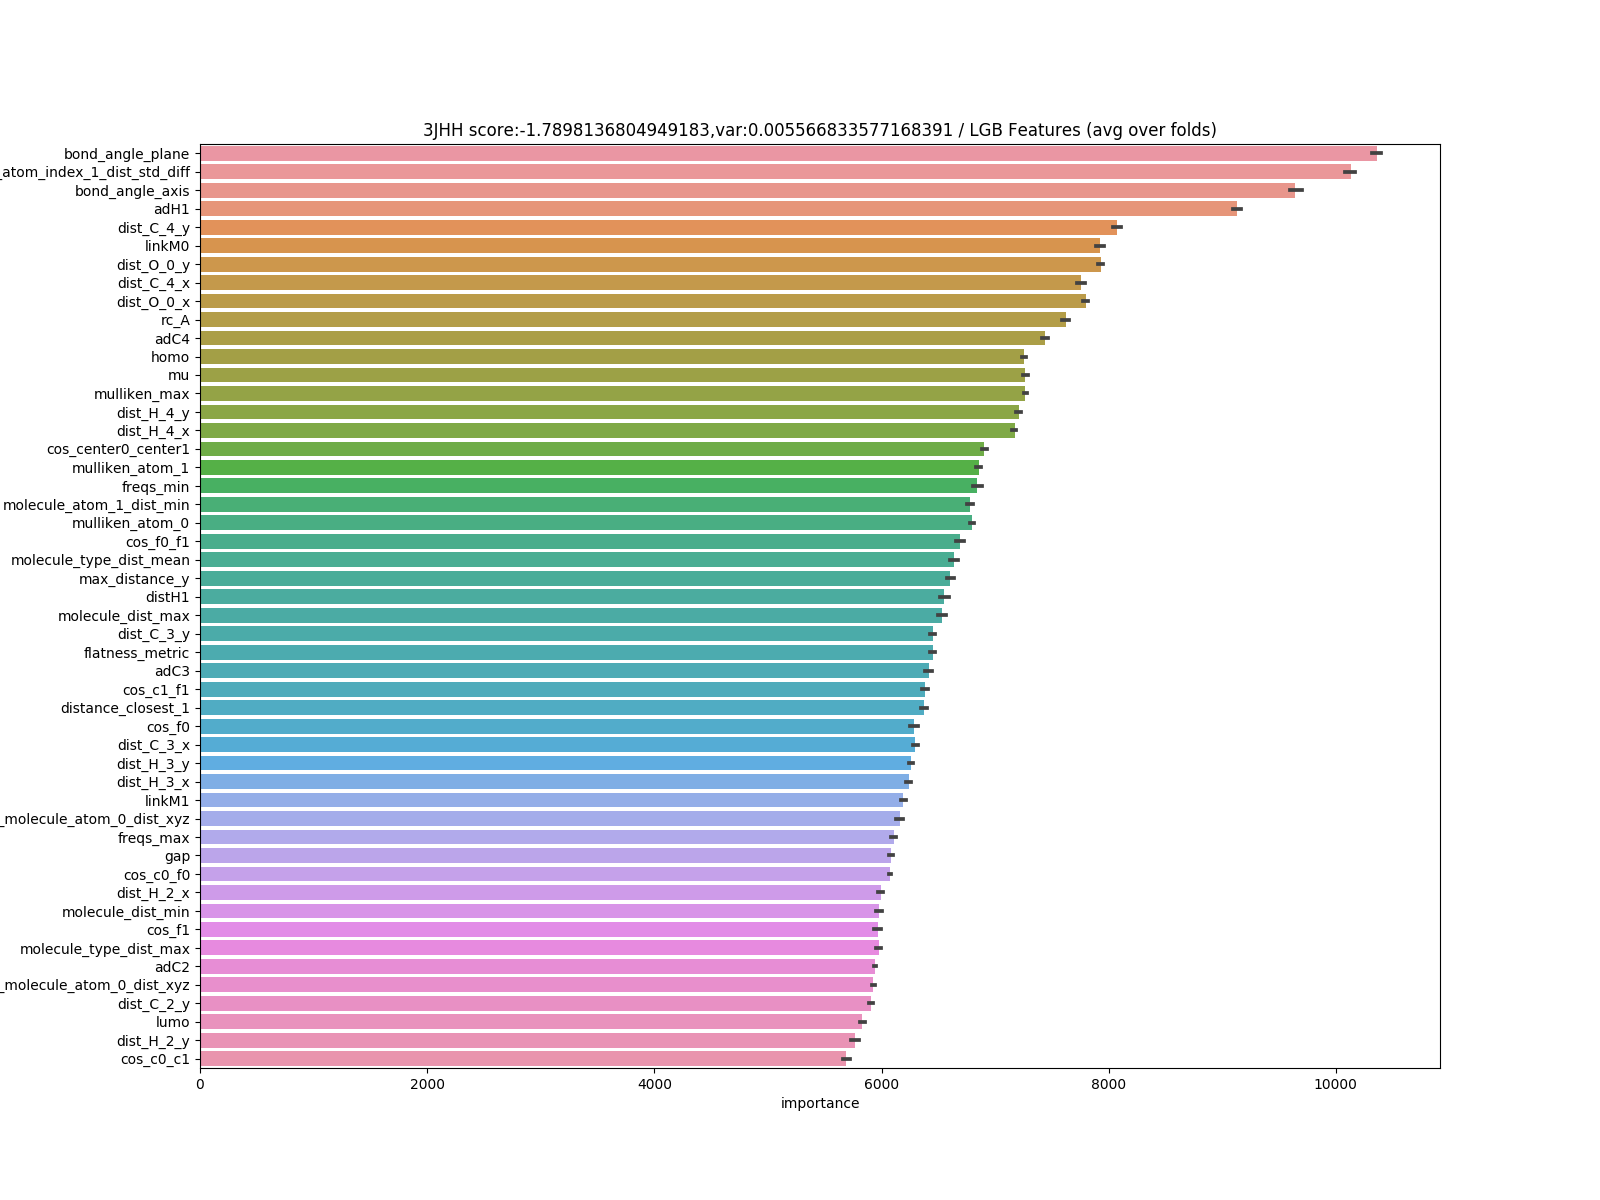 3JHH score:-1.7898136804949183,var:0.005566833577168391 / LGB Features (avg over folds)
bond_angle_plane
_atom_index_1_dist_std_diff
bond_angle_axis
adH1
dist_C_4_y
linkM0
dist_O_0_y
dist_C_4_x
dist_O_0_x
rc_A
adC4
homo
mu
mulliken_max
dist_H_4_y
dist_H_4_x
cos_center0_center1
mulliken_atom_1
freqs_min
molecule_atom_1_dist_min
mulliken_atom_0
cos_f0_f1
molecule_type_dist_mean
max_distance_y
distH1
molecule_dist_max
dist_C_3_y
flatness_metric
adC3
cos_c1_f1
distance_closest_1
cos_f0
dist_C_3_x
dist_H_3_y
dist_H_3_x
linkM1
_molecule_atom_0_dist_xyz
freqs_max
gap
cos_c0_f0
dist_H_2_x
molecule_dist_min
cos_f1
molecule_type_dist_max
adC2
_molecule_atom_0_dist_xyz
dist_C_2_y
lumo
dist_H_2_y
cos_c0_c1
0 2000 4000 6000 8000 10000
importance